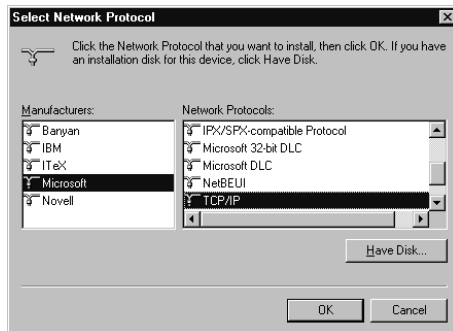 Select Network Protocol
Click the Network Protocol that you want to install, then click OK. If you have
an installation disk for this device, click Have Disk.
Manufacturers:
Banyan
IBM
ITeX
Microsoft
Novell
Network Protocols:
IPX/SPX-compatible Protocol
Microsoft 32-bit DLC
Microsoft DLC
NetBEUI
TCP/IP
Have Disk...
OK
Cancel